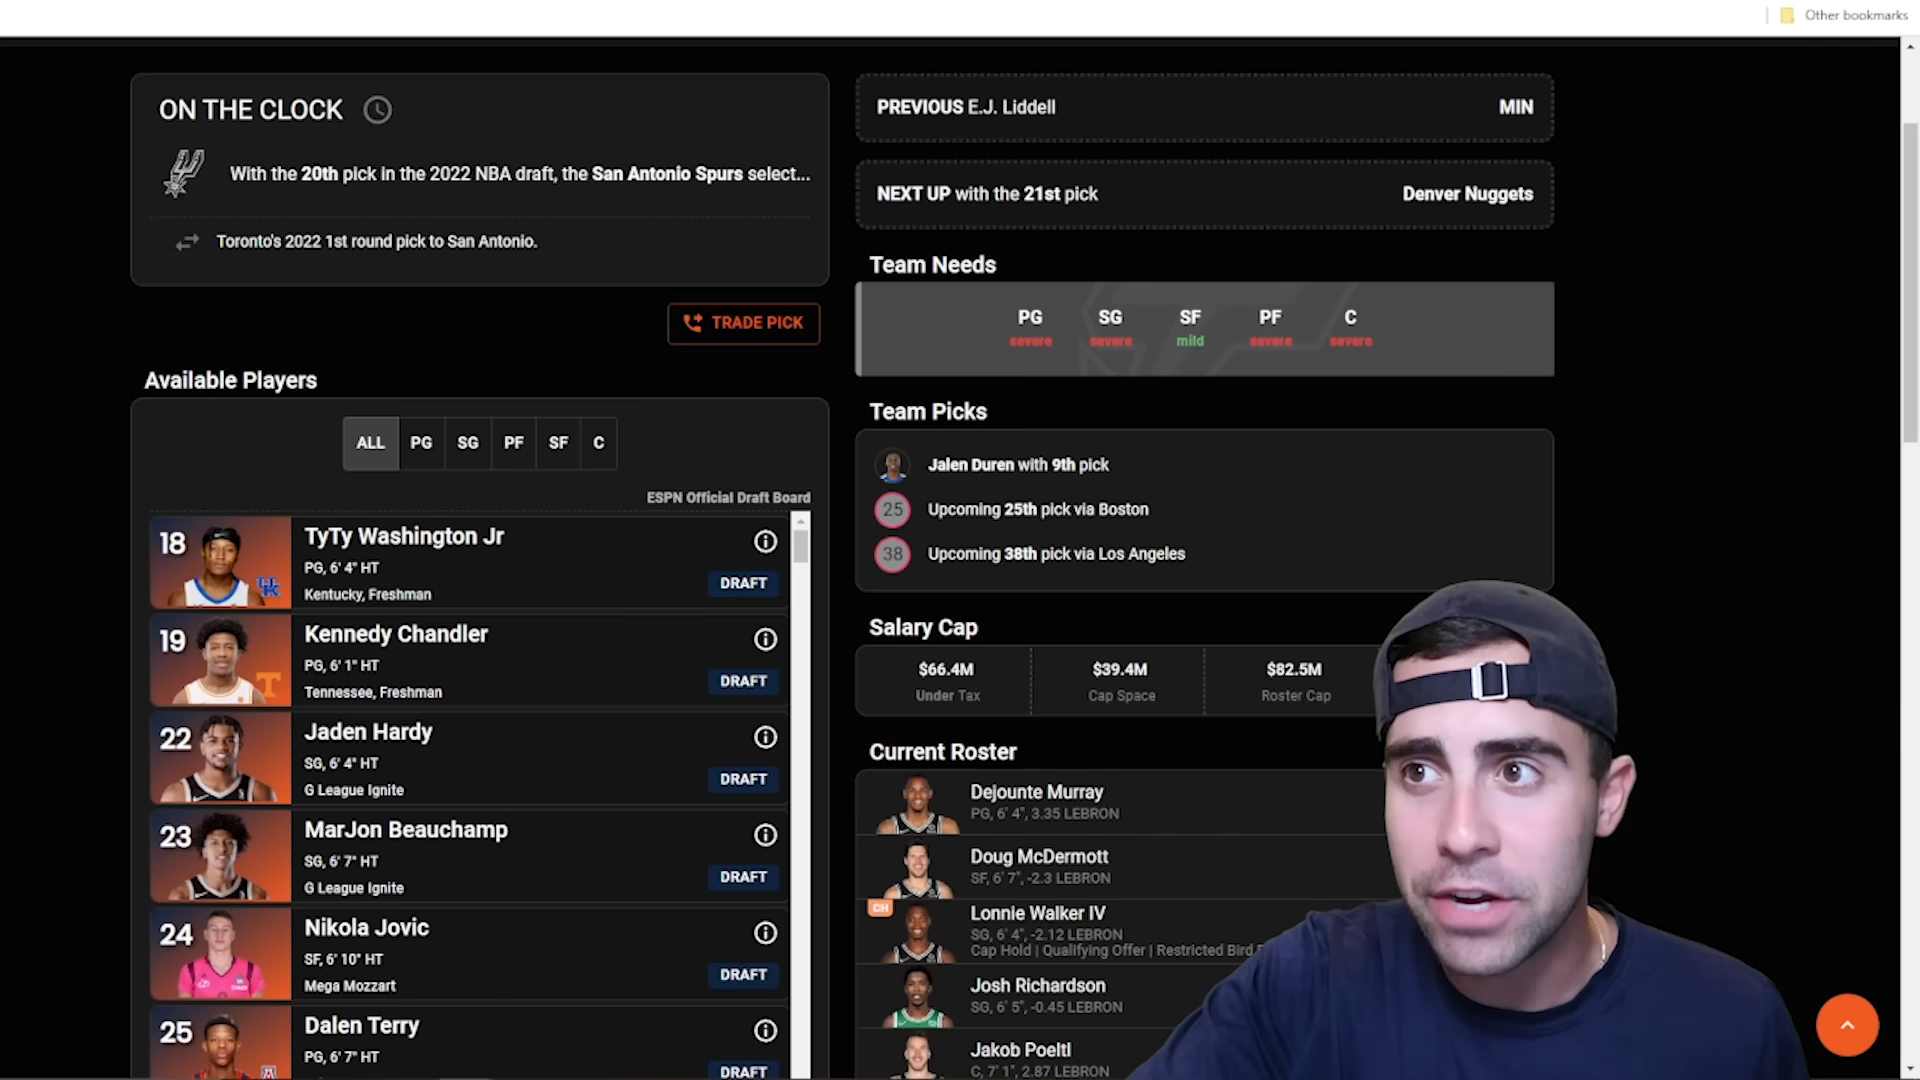 Other bookmarks
ON THE CLOCK
With the 20th pick in the 2022 NBA draft, the San Antonio Spurs select...
Toronto's 2022 1st round pick to San Antonio.
TRADE PICK
Available Players
ALL PG SG PF SF C
ESPN Official Draft Board
18 TyTy Washington Jr
PG, 6' 4" HT
Kentucky, Freshman
DRAFT
19 Kennedy Chandler
PG, 6' 1" HT
Tennessee, Freshman
DRAFT
22 Jaden Hardy
SG, 6' 4" HT
G League Ignite
DRAFT
23 MarJon Beauchamp
SG, 6' 7" HT
G League Ignite
DRAFT
24 Nikola Jovic
SF, 6' 10" HT
Mega Mozzart
DRAFT
25 Dalen Terry
PG, 6' 7" HT
DRAFT
PREVIOUS E.J. Liddell MIN
NEXT UP with the 21st pick Denver Nuggets
Team Needs
PG SG SF PF C
severe severe mild severe severe
Team Picks
Jalen Duren with 9th pick
25 Upcoming 25th pick via Boston
38 Upcoming 38th pick via Los Angeles
Salary Cap
$66.4M $39.4M $82.5M
Under Tax Cap Space Roster Cap
Current Roster
Dejounte Murray
PG, 6' 4", 3.35 LEBRON
Doug McDermott
SF, 6' 7", -2.3 LEBRON
CH Lonnie Walker IV
SG, 6' 4", -2.12 LEBRON
Cap Hold | Qualifying Offer | Restricted Bird
Josh Richardson
SG, 6' 5", -0.45 LEBRON
Jakob Poeltl
C, 7' 1", 2.87 LEBRON